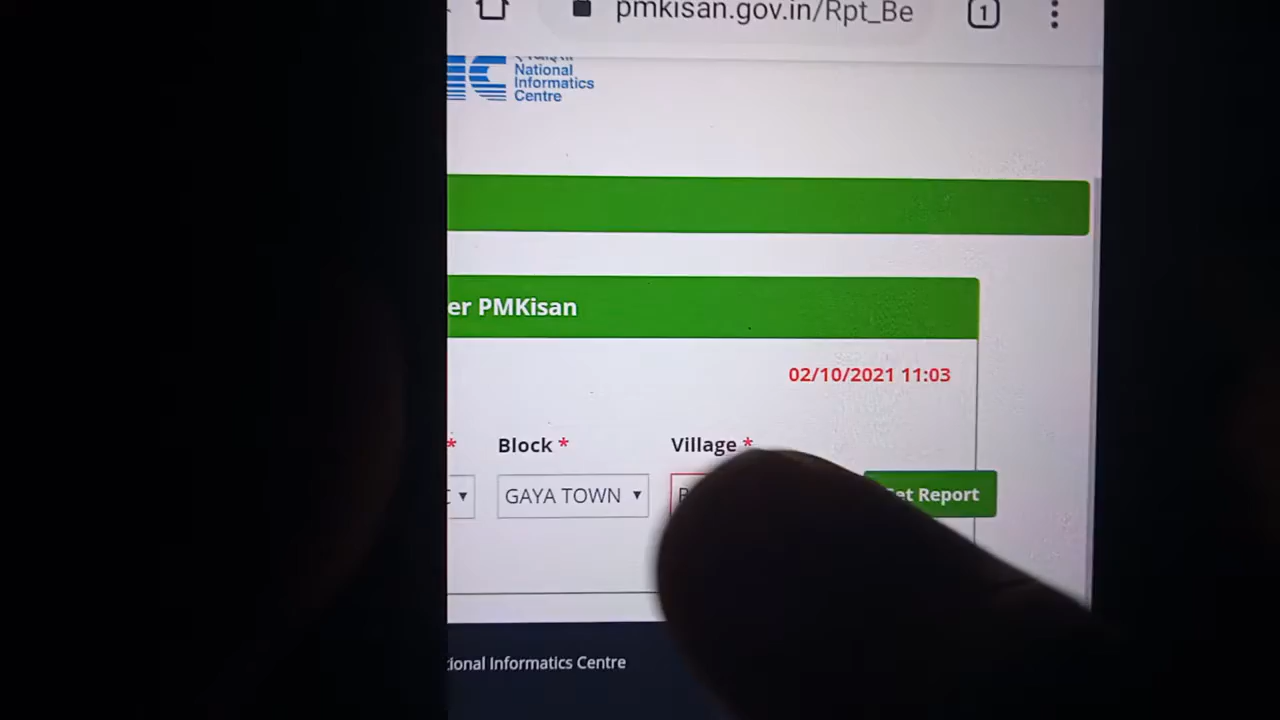 pmkisan.gov.in/Rpt_Be
1
National
Informatics
Centre
er PMKisan
02/10/2021 11:03
* Block * Village *
GAYA TOWN
et Report
tional Informatics Centre